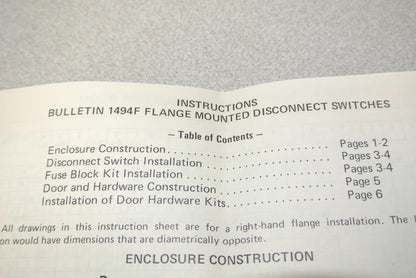 INSTRUCTIONS
BULLETIN 1494F FLANGE MOUNTED DISCONNECT SWITCHES
– Table of Contents –
Enclosure Construction . . . . . . . . . . . . . . . . . . . . Pages 1-2
Disconnect Switch Installation . . . . . . . . . . . . . . . . Pages 3-4
Fuse Block Kit Installation . . . . . . . . . . . . . . . . . . Pages 3-4
Door and Hardware Construction . . . . . . . . . . . . . . Page 5
Installation of Door Hardware Kits. . . . . . . . . . . . . . Page 6
All drawings in this instruction sheet are for a right-hand flange installation. The
on would have dimensions that are diametrically opposite.
ENCLOSURE CONSTRUCTION